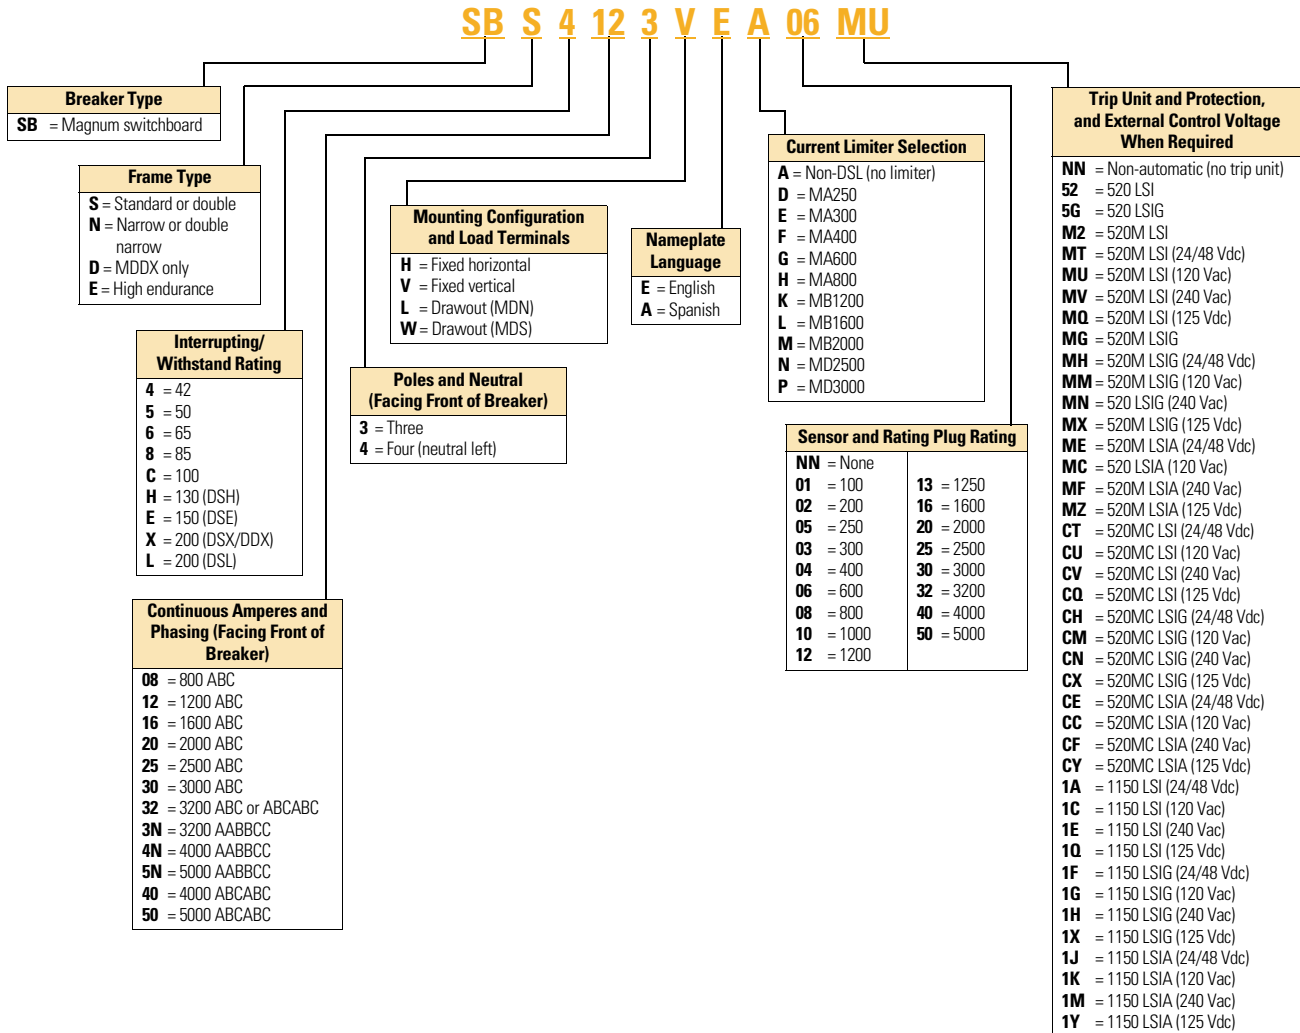 SB S 4 12 3 V E A 06 MU
Breaker Type
SB = Magnum switchboard
Frame Type
S = Standard or double
N = Narrow or double
narrow
D = MDDX only
E = High endurance
Interrupting/
Withstand Rating
4 = 42
5 = 50
6 = 65
8 = 85
C = 100
H = 130 (DSH)
E = 150 (DSE)
X = 200 (DSX/DDX)
L = 200 (DSL)
Continuous Amperes and
Phasing (Facing Front of
Breaker)
08 = 800 ABC
12 = 1200 ABC
16 = 1600 ABC
20 = 2000 ABC
25 = 2500 ABC
30 = 3000 ABC
32 = 3200 ABC or ABCABC
3N = 3200 AABBCC
4N = 4000 AABBCC
5N = 5000 AABBCC
40 = 4000 ABCABC
50 = 5000 ABCABC
Poles and Neutral
(Facing Front of Breaker)
3 = Three
4 = Four (neutral left)
Mounting Configuration
and Load Terminals
H = Fixed horizontal
V = Fixed vertical
L = Drawout (MDN)
W = Drawout (MDS)
Nameplate
Language
E = English
A = Spanish
Current Limiter Selection
A = Non-DSL (no limiter)
D = MA250
E = MA300
F = MA400
G = MA600
H = MA800
K = MB1200
L = MB1600
M = MB2000
N = MD2500
P = MD3000
Sensor and Rating Plug Rating
NN = None
01 = 100
02 = 200
05 = 250
03 = 300
04 = 400
06 = 600
08 = 800
10 = 1000
12 = 1200
13 = 1250
16 = 1600
20 = 2000
25 = 2500
30 = 3000
32 = 3200
40 = 4000
50 = 5000
Trip Unit and Protection,
and External Control Voltage
When Required
NN = Non-automatic (no trip unit)
52 = 520 LSI
5G = 520 LSIG
M2 = 520M LSI
MT = 520M LSI (24/48 Vdc)
MU = 520M LSI (120 Vac)
MV = 520M LSI (240 Vac)
MQ = 520M LSI (125 Vdc)
MG = 520M LSIG
MH = 520M LSIG (24/48 Vdc)
MM = 520M LSIG (120 Vac)
MN = 520 LSIG (240 Vac)
MX = 520M LSIG (125 Vdc)
ME = 520M LSIA (24/48 Vdc)
MC = 520 LSIA (120 Vac)
MF = 520M LSIA (240 Vac)
MZ = 520M LSIA (125 Vdc)
CT = 520MC LSI (24/48 Vdc)
CU = 520MC LSI (120 Vac)
CV = 520MC LSI (240 Vac)
CQ = 520MC LSI (125 Vdc)
CH = 520MC LSIG (24/48 Vdc)
CM = 520MC LSIG (120 Vac)
CN = 520MC LSIG (240 Vac)
CX = 520MC LSIG (125 Vdc)
CE = 520MC LSIA (24/48 Vdc)
CC = 520MC LSIA (120 Vac)
CF = 520MC LSIA (240 Vac)
CY = 520MC LSIA (125 Vdc)
1A = 1150 LSI (24/48 Vdc)
1C = 1150 LSI (120 Vac)
1E = 1150 LSI (240 Vac)
1Q = 1150 LSI (125 Vdc)
1F = 1150 LSIG (24/48 Vdc)
1G = 1150 LSIG (120 Vac)
1H = 1150 LSIG (240 Vac)
1X = 1150 LSIG (125 Vdc)
1J = 1150 LSIA (24/48 Vdc)
1K = 1150 LSIA (120 Vac)
1M = 1150 LSIA (240 Vac)
1Y = 1150 LSIA (125 Vdc)